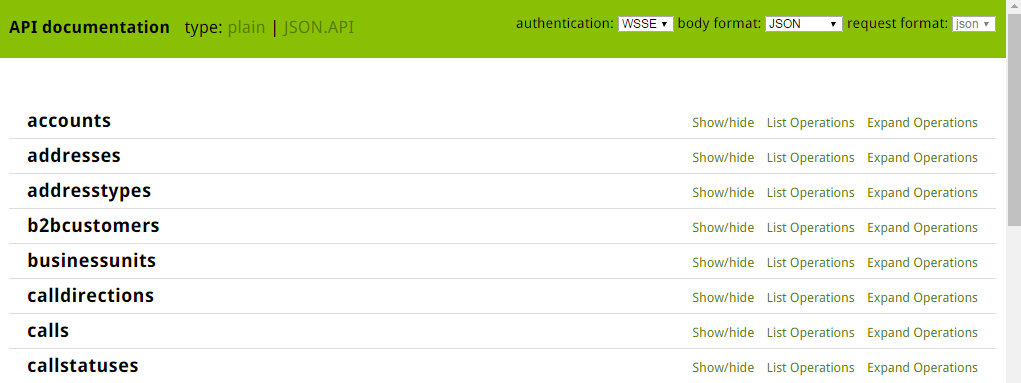 API documentation type: plain | JSON.API authentication: WSSE body format: JSON request format: json
accounts Show/hide List Operations Expand Operations
addresses Show/hide List Operations Expand Operations
addresstypes Show/hide List Operations Expand Operations
b2bcustomers Show/hide List Operations Expand Operations
businessunits Show/hide List Operations Expand Operations
calldirections Show/hide List Operations Expand Operations
calls Show/hide List Operations Expand Operations
callstatuses Show/hide List Operations Expand Operations